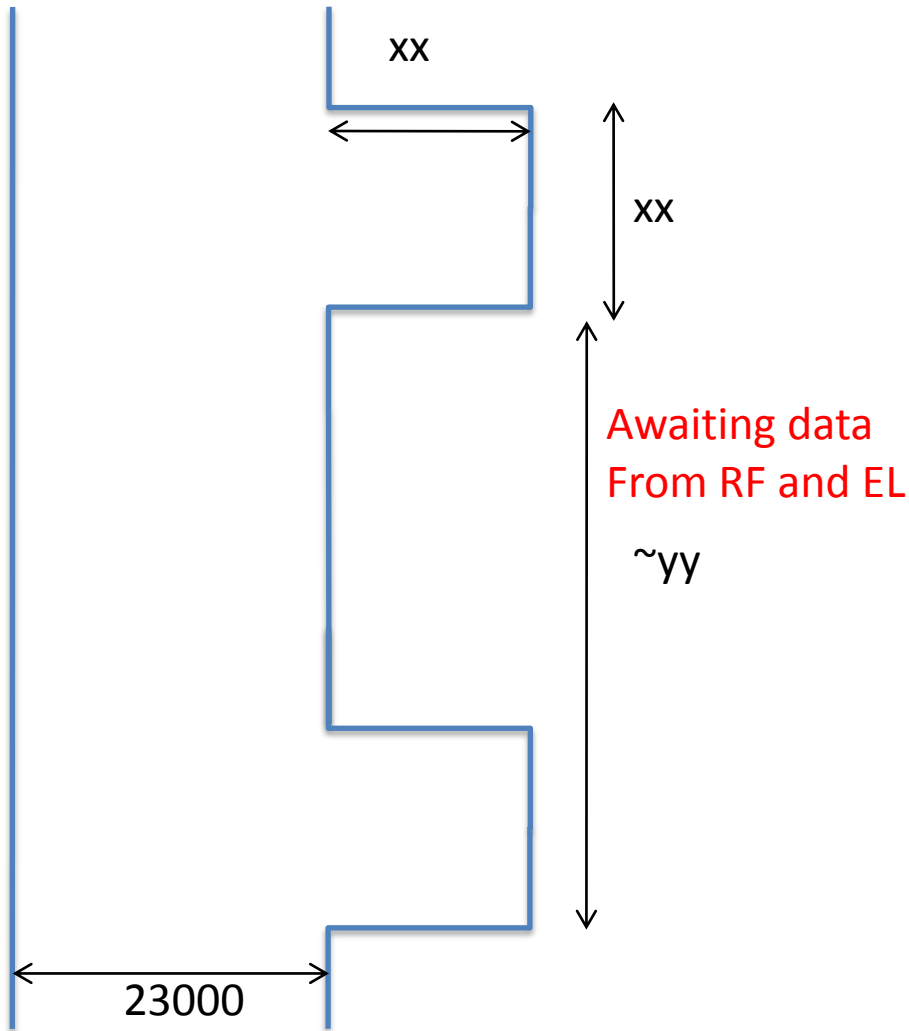 xx
xx
Awaiting data
From RF and EL
~yy
23000